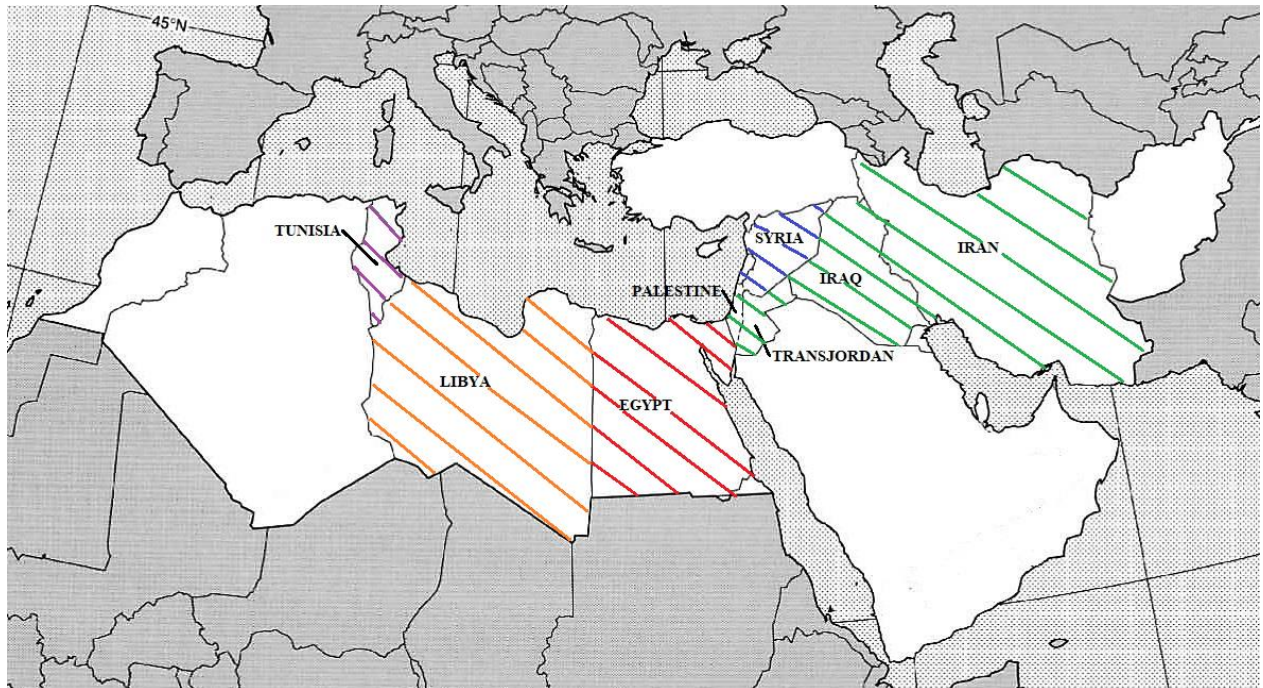 45°N
TUNISIA
SYRIA
IRAN
IRAQ
PALESTINE
TRANSJORDAN
LIBYA
EGYPT